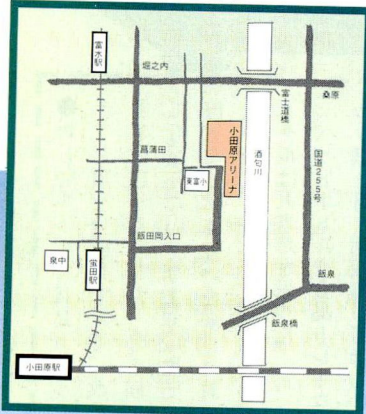 富水駅
堀之内
富士道橋
桑原
菖蒲田
東富小
小田原アリーナ
酒匂川
国道255号
飯田岡入口
泉中
蛍田駅
飯泉
飯泉橋
小田原駅